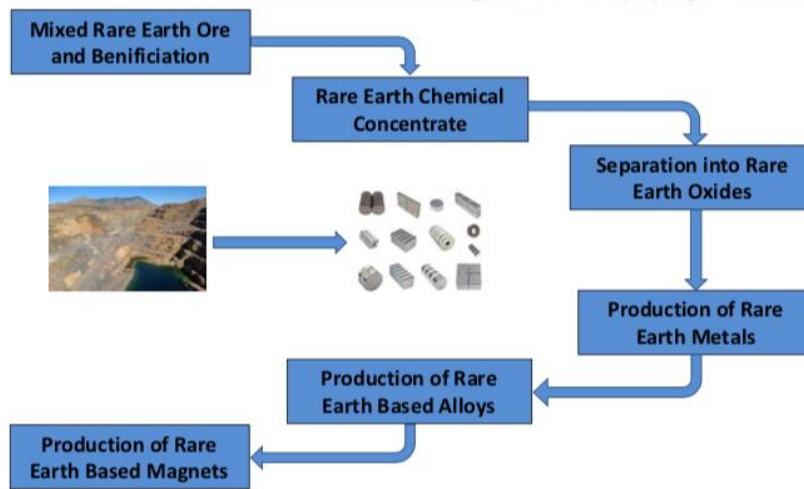 Mixed Rare Earth Ore
and Benificiation
Rare Earth Chemical
Concentrate
Separation into Rare
Earth Oxides
Production of Rare
Earth Metals
Production of Rare
Earth Based Alloys
Production of Rare
Earth Based Magnets